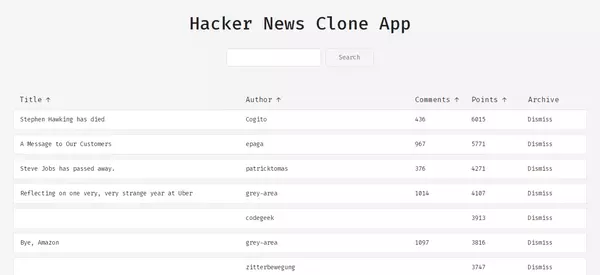 Hacker News Clone App
Search
Title ↑ Author ↑ Comments ↑ Points ↑ Archive
Stephen Hawking has died Cogito 436 6015 Dismiss
A Message to Our Customers epaga 967 5771 Dismiss
Steve Jobs has passed away. patricktomas 376 4271 Dismiss
Reflecting on one very, very strange year at Uber grey-area 1014 4107 Dismiss
codegeek 3913 Dismiss
Bye, Amazon grey-area 1097 3816 Dismiss
zitterbewegung 3747 Dismiss